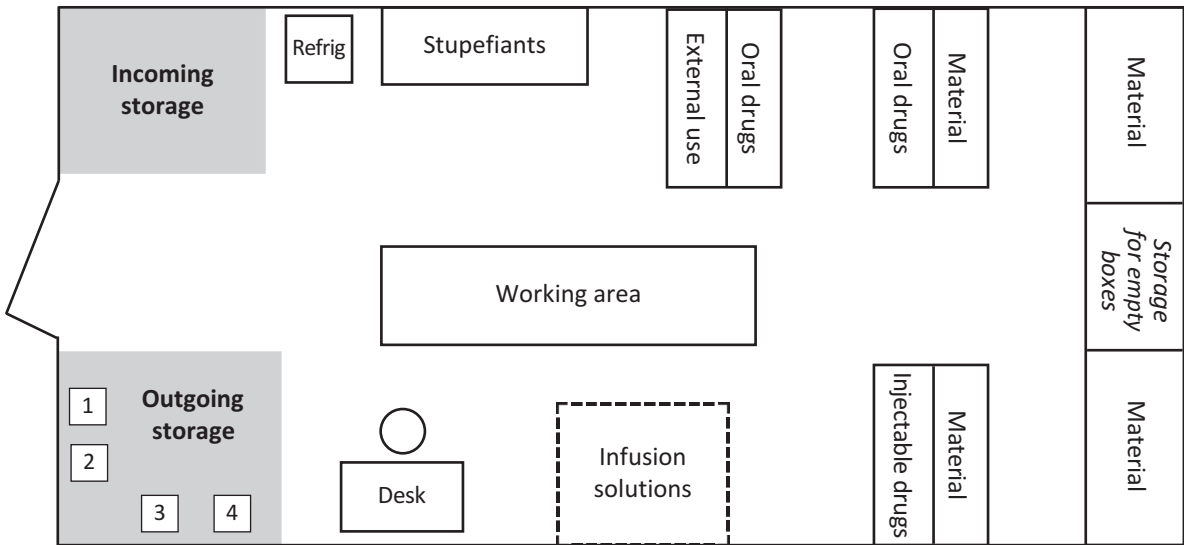 Incoming
storage
Refrig
Stupefiants
External use
Oral drugs
Oral drugs
Material
Material
Working area
Storage
for empty
boxes
Outgoing
storage
1
2
3
4
Desk
Infusion
solutions
Injectable drugs
Material
Material